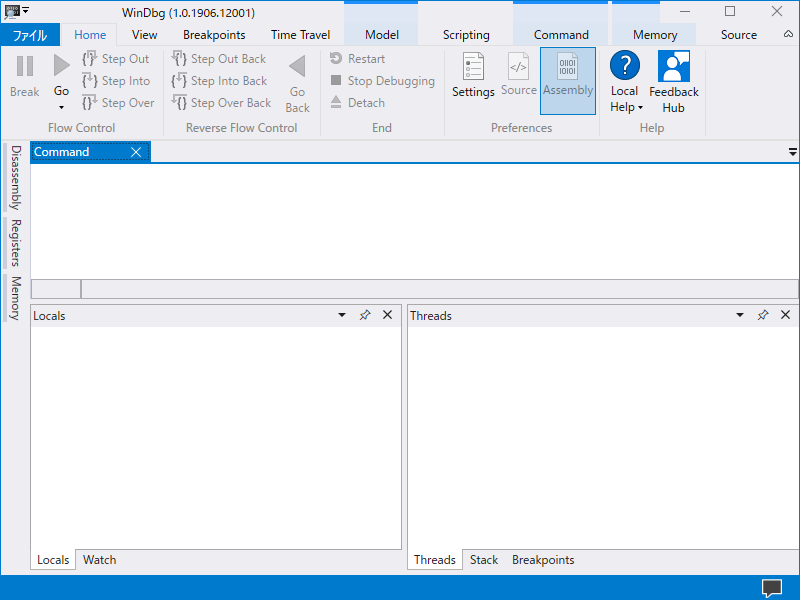 WinDbg (1.0.1906.12001)
ファイル Home View Breakpoints Time Travel Model Scripting Command Memory Source
Break
Go
Step Out
Step Into
Step Over
Flow Control
Step Out Back
Step Into Back
Step Over Back
Go Back
Reverse Flow Control
Restart
Stop Debugging
Detach
End
Settings
Source
Assembly
Preferences
Local Help
Feedback Hub
Help
Disassembly
Registers
Memory
Command
Locals
Threads
Locals Watch
Threads Stack Breakpoints